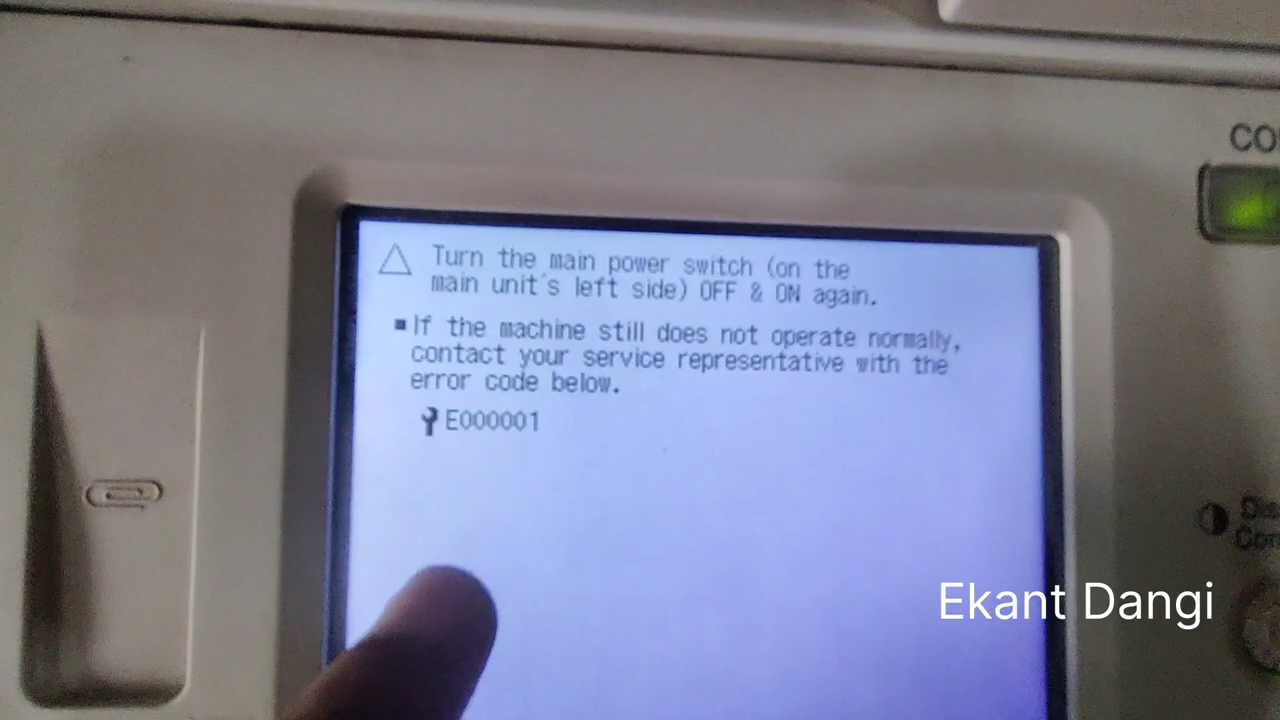 CO
Turn the main power switch (on the
main unit's left side) OFF & ON again.
■If the machine still does not operate normally,
contact your service representative with the
error code below.
E000001
Ekant Dangi